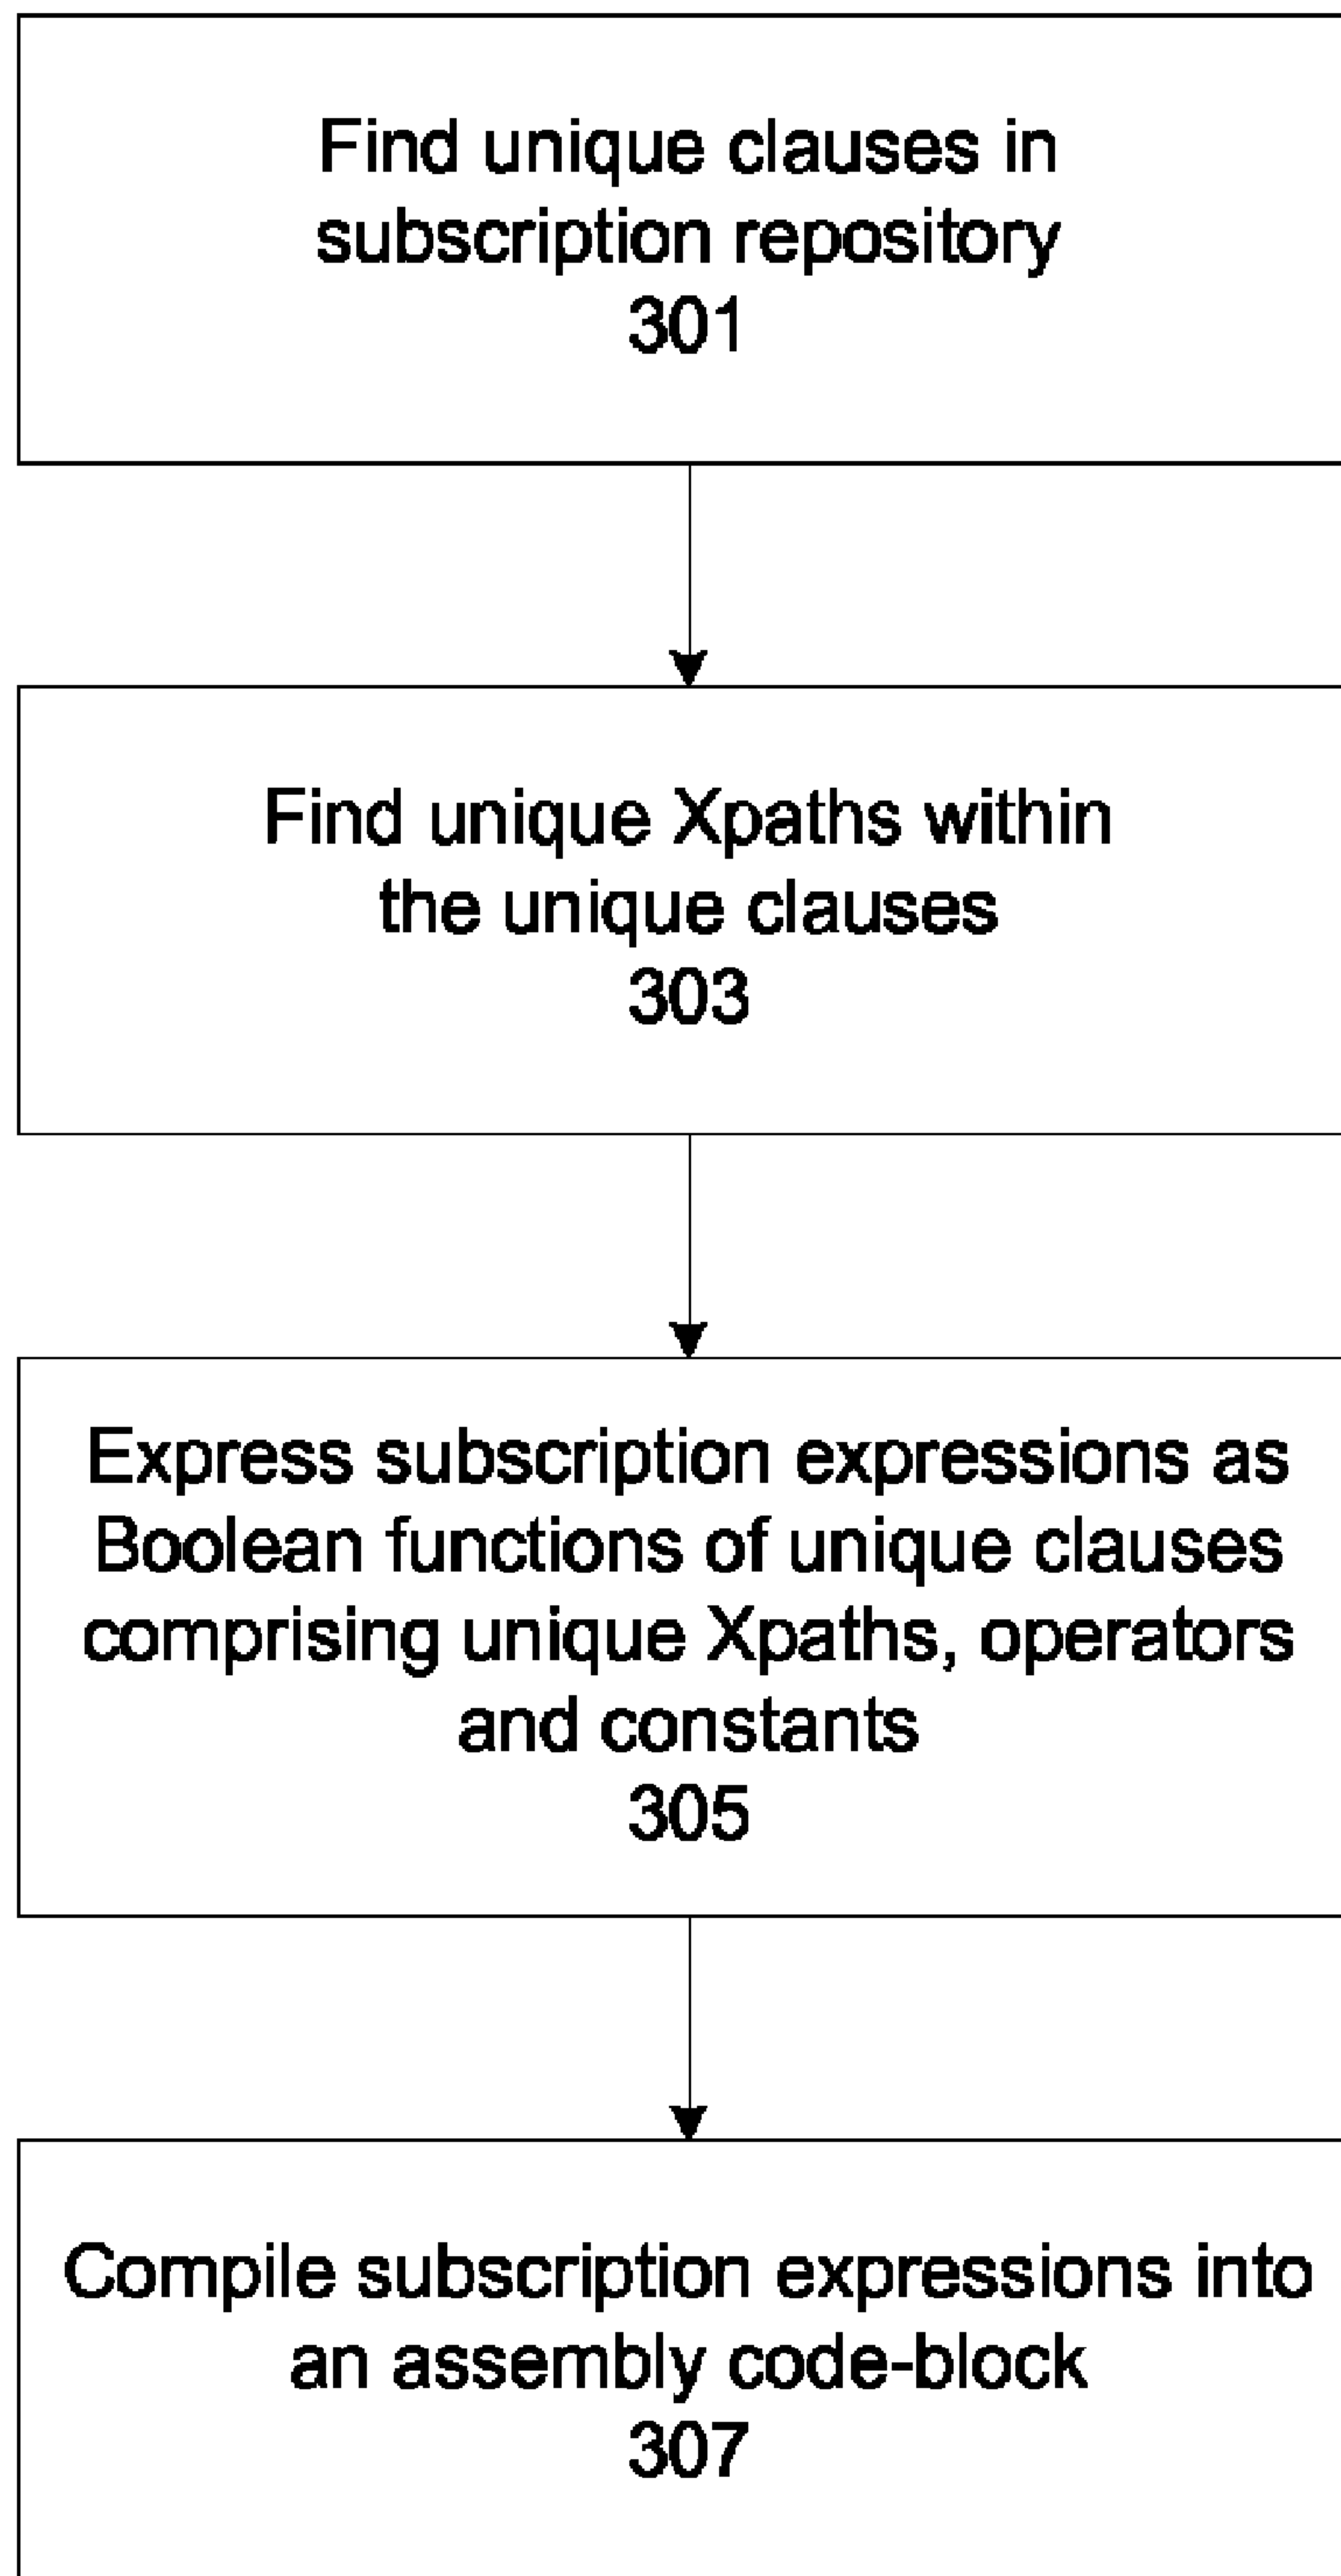 Find unique clauses in
subscription repository
301
Find unique Xpaths within
the unique clauses
303
Express subscription expressions as
Boolean functions of unique clauses
comprising unique Xpaths, operators
and constants
305
Compile subscription expressions into
an assembly code-block
307